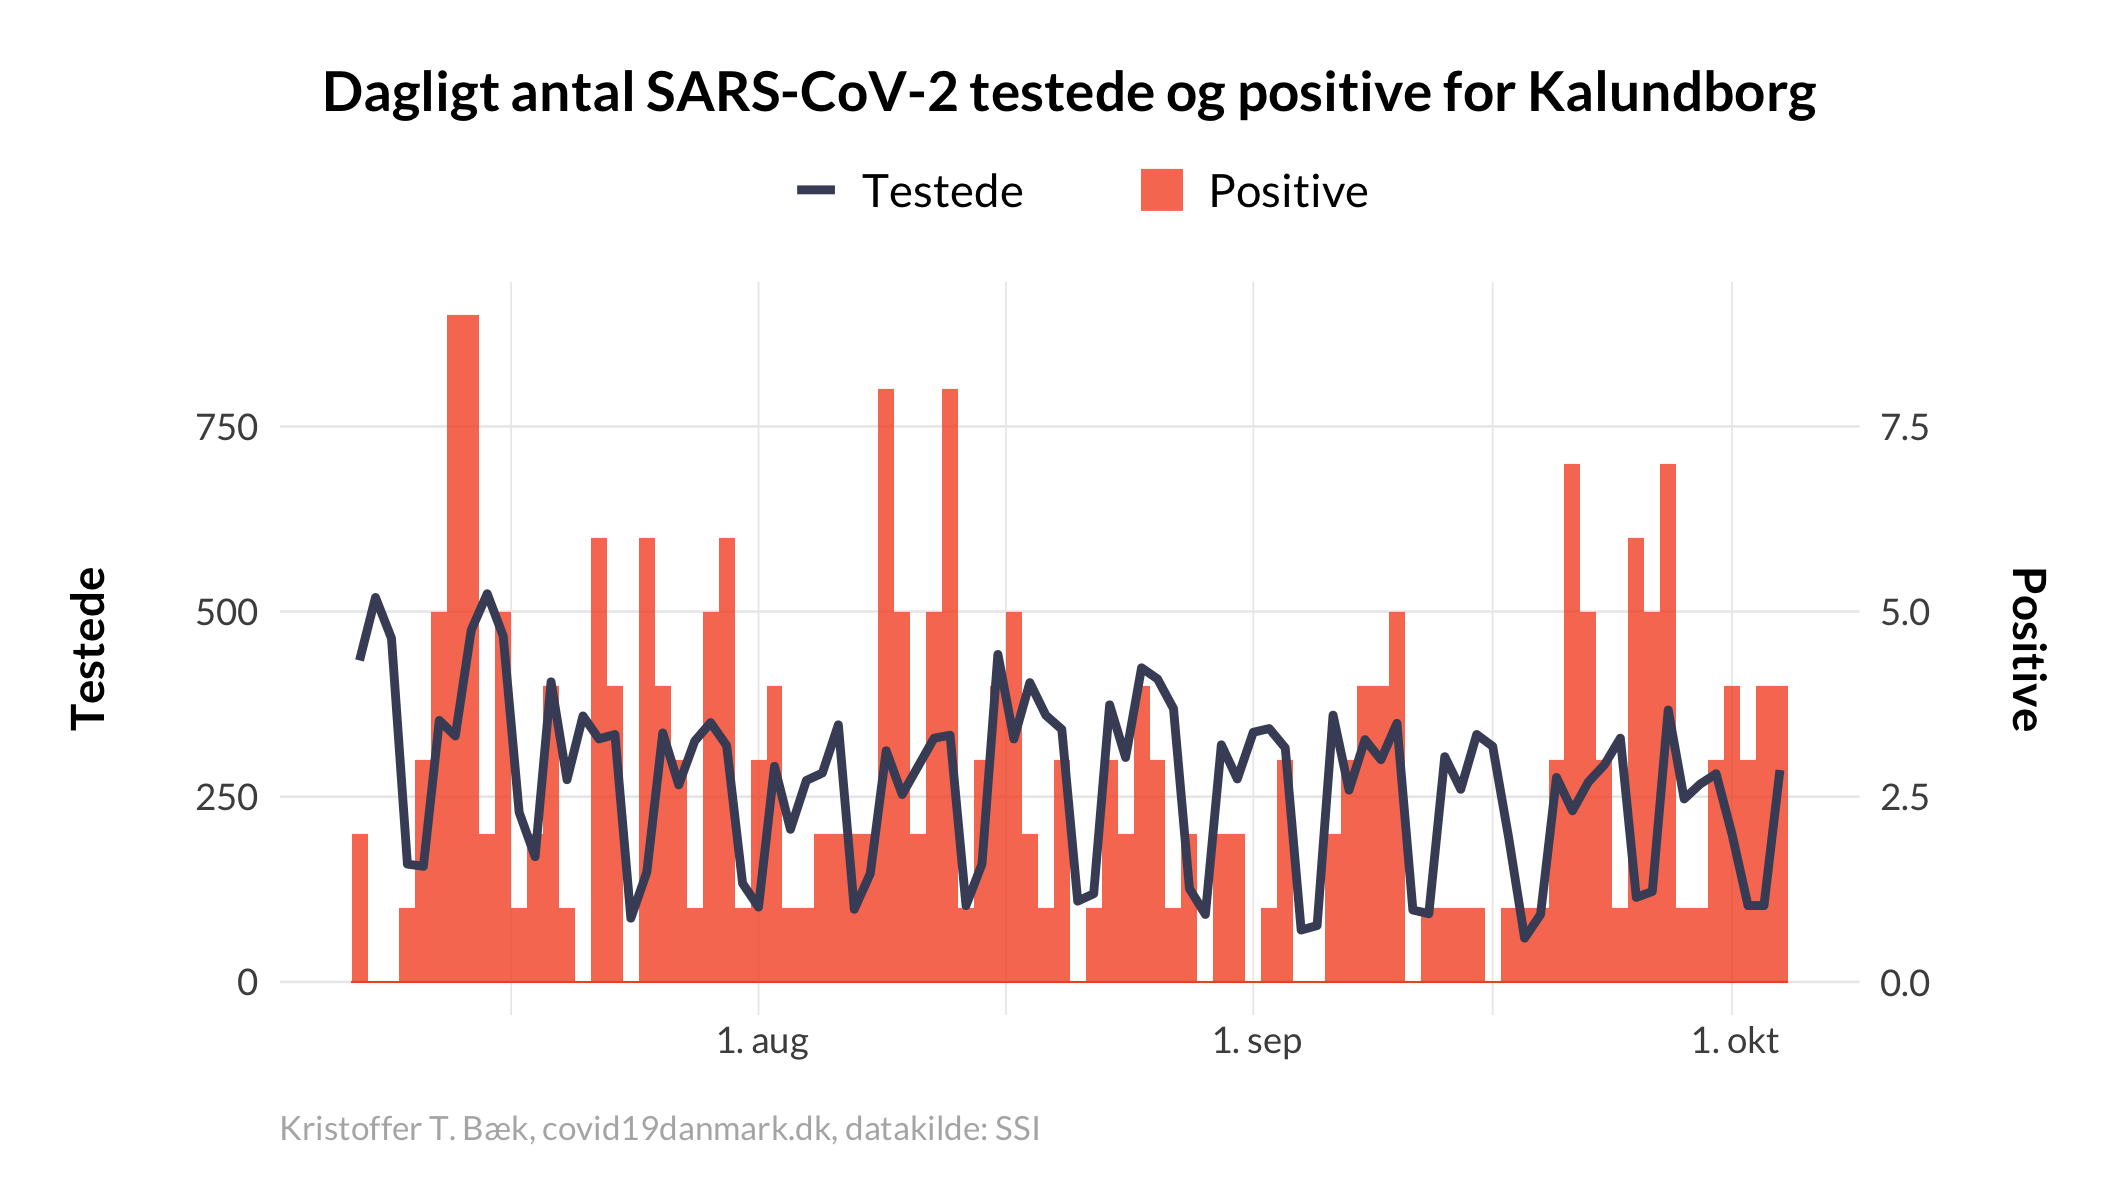 Dagligt antal SARS-CoV-2 testede og positive for Kalundborg
Testede
Positive
750
500
250
0
7.5
5.0
2.5
0.0
Testede
Positive
1. aug
1. sep
1. okt
Kristoffer T. Bæk, covid19danmark.dk, datakilde: SSI